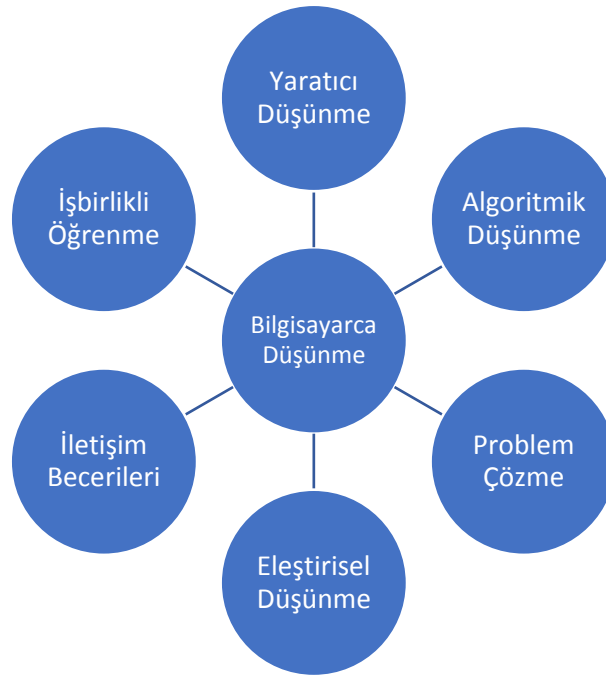 Yaratıcı
Düşünme
İşbirlikli
Öğrenme
Algoritmik
Düşünme
Bilgisayarca
Düşünme
İletişim
Becerileri
Problem
Çözme
Eleştirisel
Düşünme